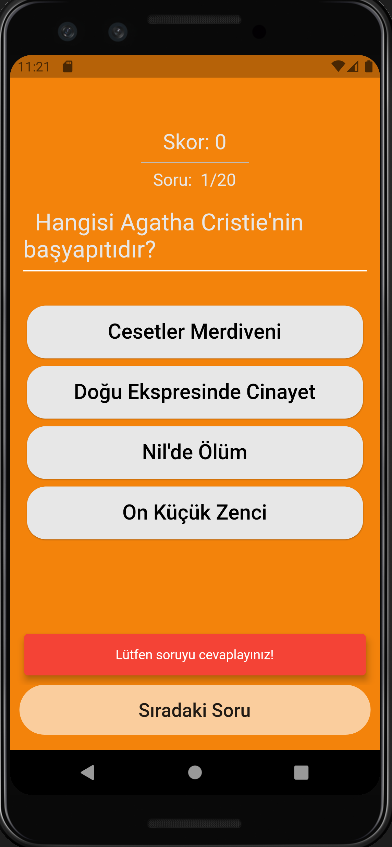 11:21
Skor: 0
Soru: 1/20
Hangisi Agatha Cristie'nin
başyapıtıdır?
Cesetler Merdiveni
Doğu Ekspresinde Cinayet
Nil'de Ölüm
On Küçük Zenci
Lütfen soruyu cevaplayınız!
Sıradaki Soru